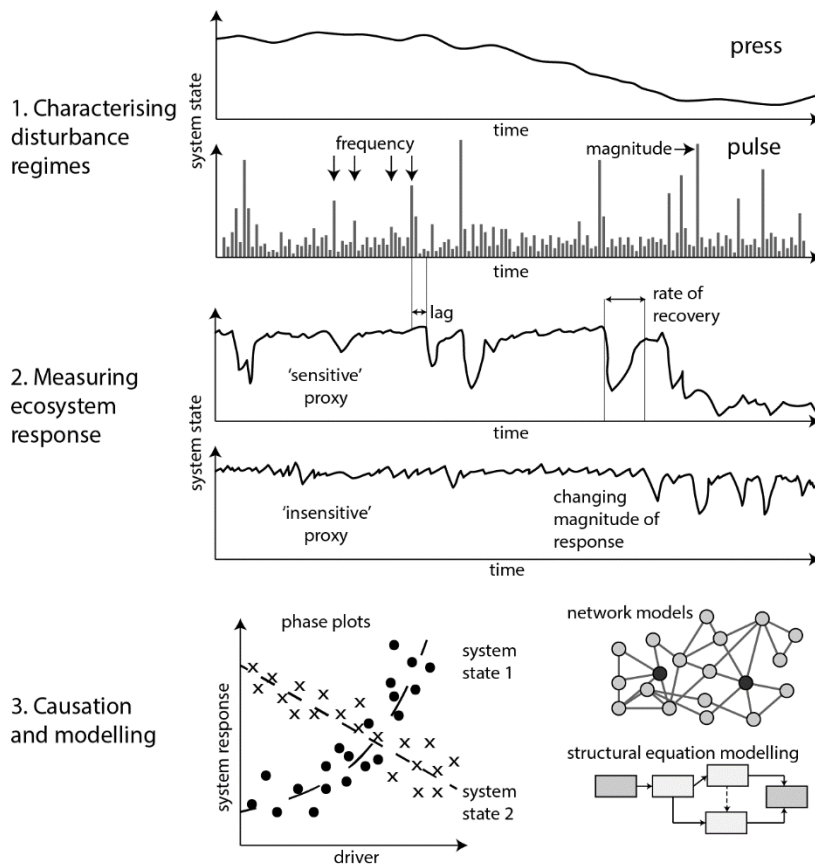 press
1. Characterising
disturbance
regimes
system state
time
frequency
magnitude
pulse
time
lag
rate of
recovery
2. Measuring
ecosystem
response
'sensitive'
proxy
system state
time
'insensitive'
proxy
changing
magnitude of
response
time
3. Causation
and modelling
phase plots
system
state 1
system response
system
state 2
driver
network models
structural equation modelling